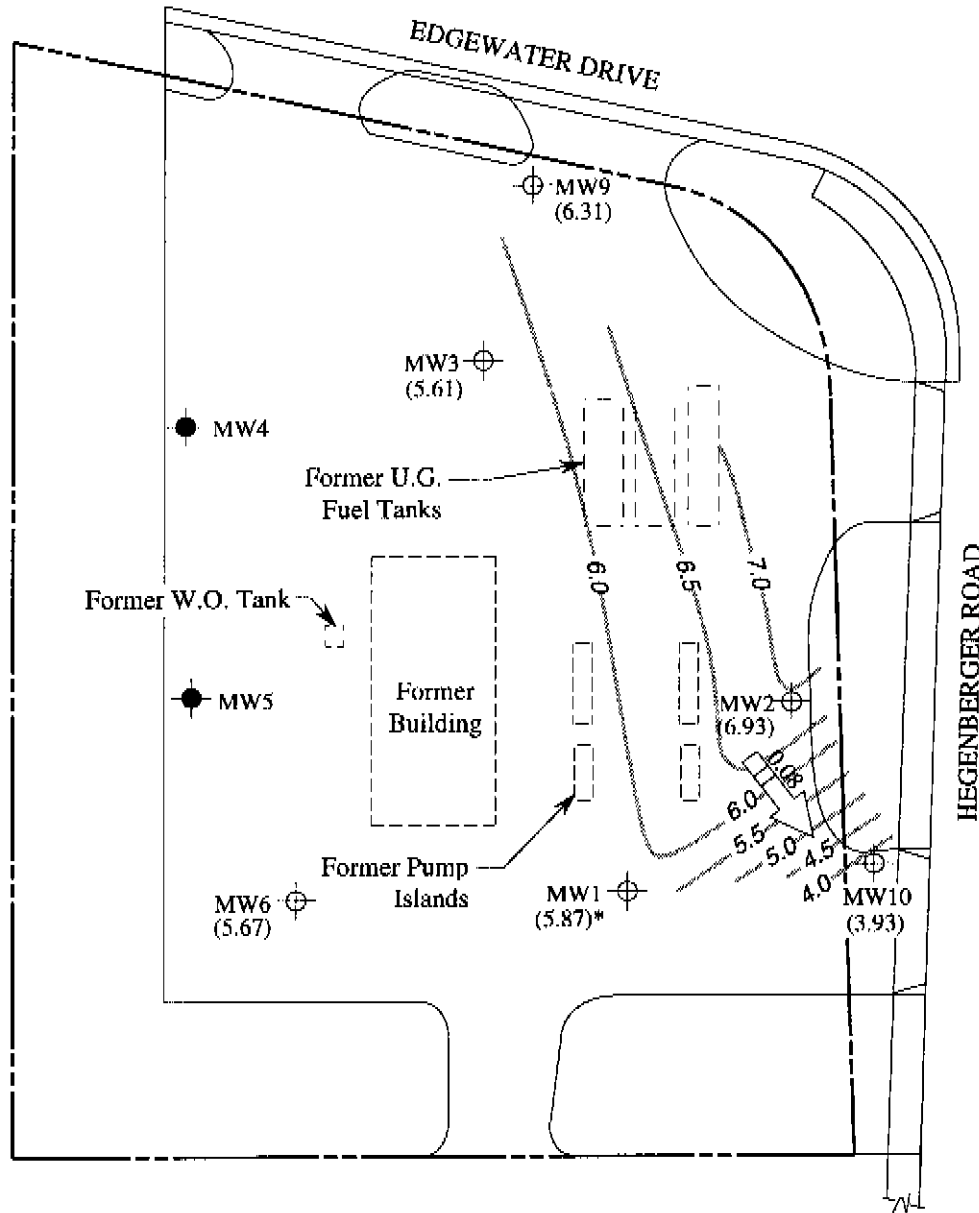 EDGEWATER DRIVE
MW9
(6.31)
MW3
(5.61)
MW4
Former U.G.
Fuel Tanks
6.0
6.5
7.0
HEGENBERGER ROAD
Former W.O. Tank
Former
Building
MW5
MW2
(6.93)
0.08
6.0
5.5
5.0
4.5
4.0
Former Pump
Islands
MW6
(5.67)
MW1
(5.87)*
MW10
(3.93)